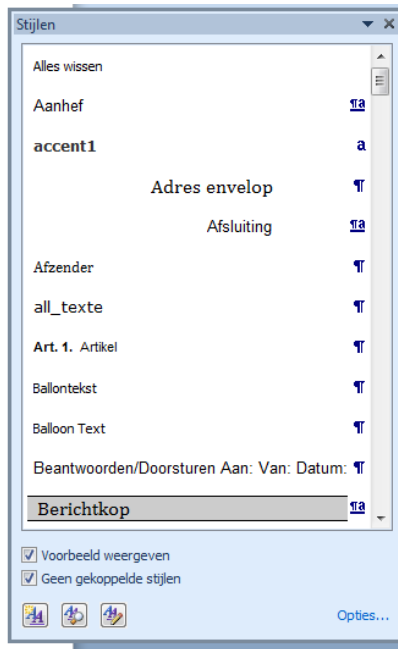 Stijlen
Alles wissen
Aanhef ¶a
accent1 a
Adres envelop ¶
Afsluiting ¶a
Afzender ¶
all_texte ¶
Art. 1. Artikel ¶
Ballontekst ¶
Balloon Text ¶
Beantwoorden/Doorsturen Aan: Van: Datum: ¶
Berichtkop ¶a
Voorbeeld weergeven
Geen gekoppelde stijlen
Opties...